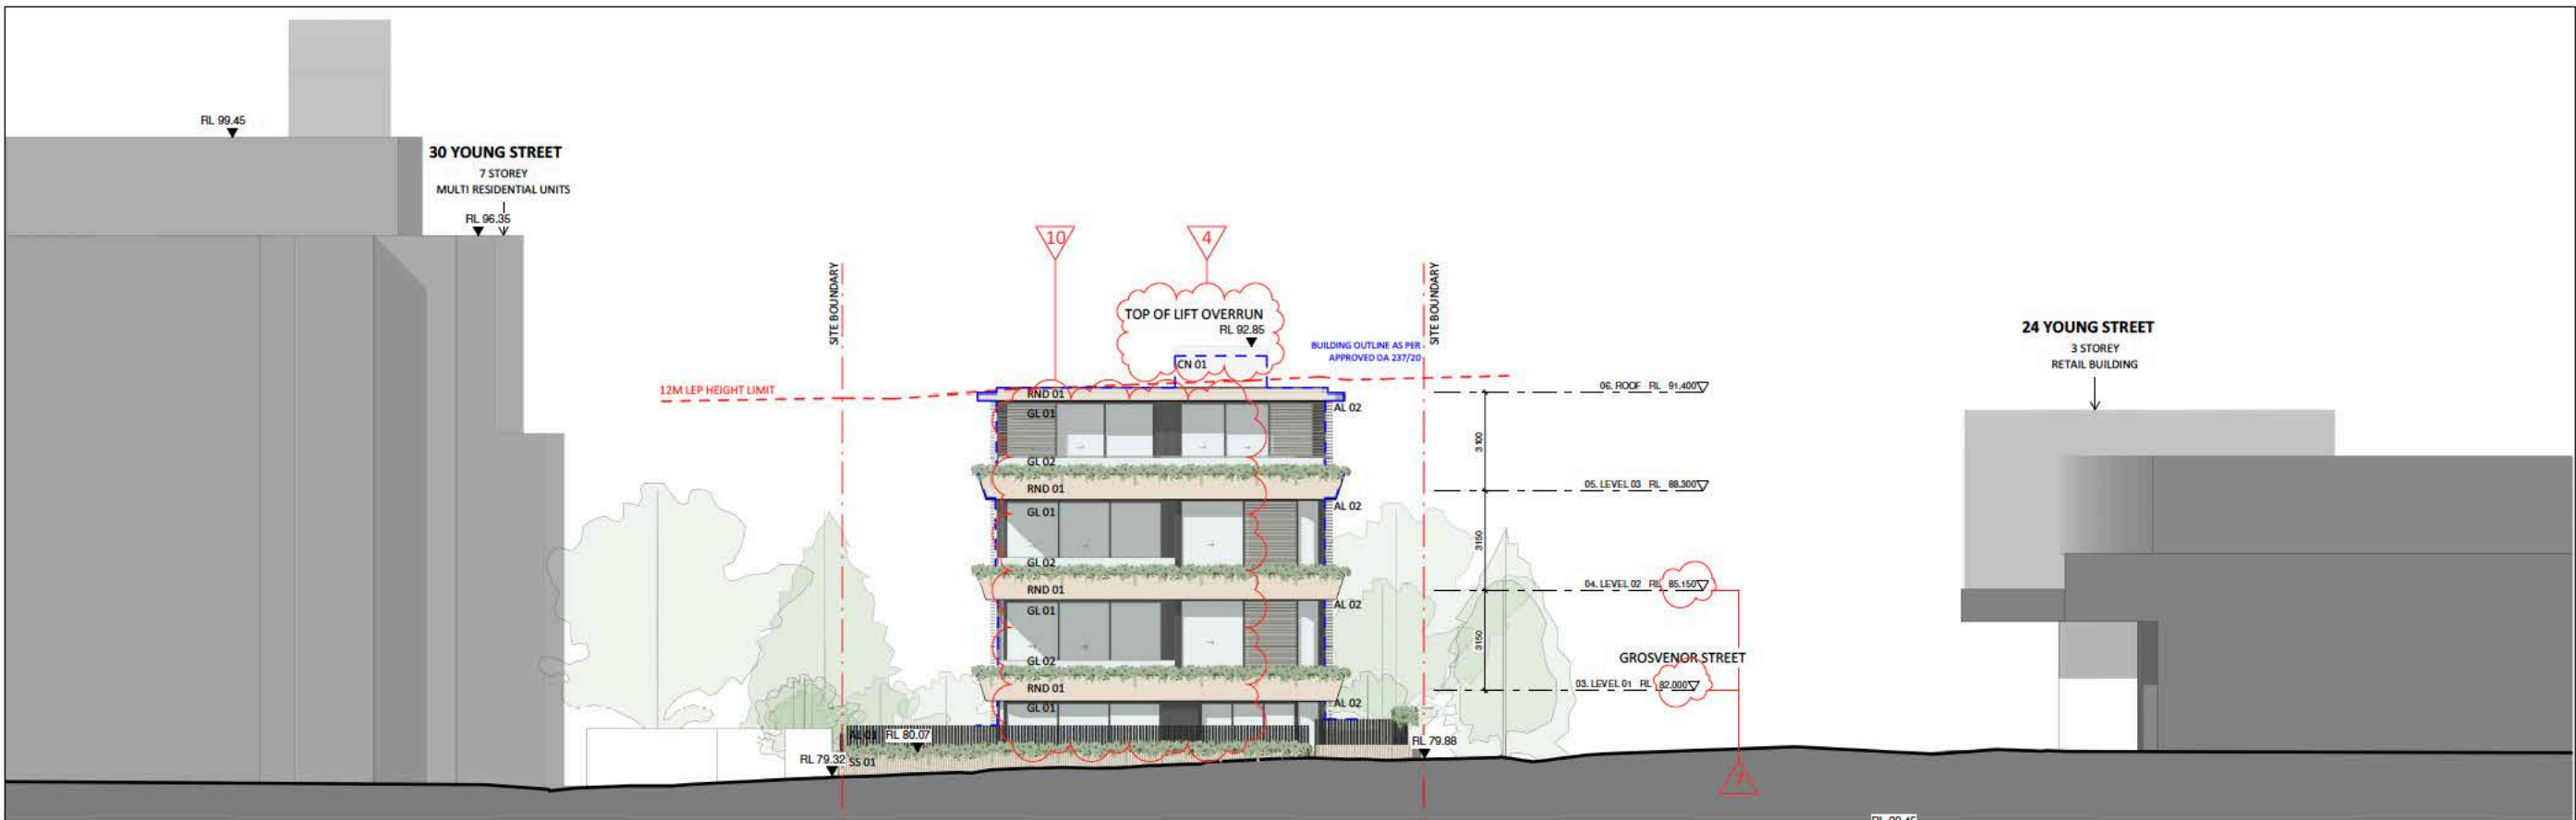 RL 99.45
30 YOUNG STREET
7 STOREY
MULTI RESIDENTIAL UNITS
RL 96.35
10
4
SITE BOUNDARY
TOP OF LIFT OVERRUN
RL 92.85
SITE BOUNDARY
BUILDING OUTLINE AS PER
APPROVED DA 237/20
CN 01
12M LEP HEIGHT LIMIT
24 YOUNG STREET
3 STOREY
RETAIL BUILDING
06. ROOF RL 91.400
RND 01
GL 01
AL 02
3100
GL 02
RND 01
05. LEVEL 03 RL 88.300
GL 01
AL 02
3150
GL 02
RND 01
04. LEVEL 02 RL 85.150
GL 01
AL 02
3150
GL 02
GROSVENOR STREET
RND 01
03. LEVEL 01 RL 82.000
GL 01
AL 02
AL 01
RL 80.07
RL 79.88
RL 79.32
SS 01
7